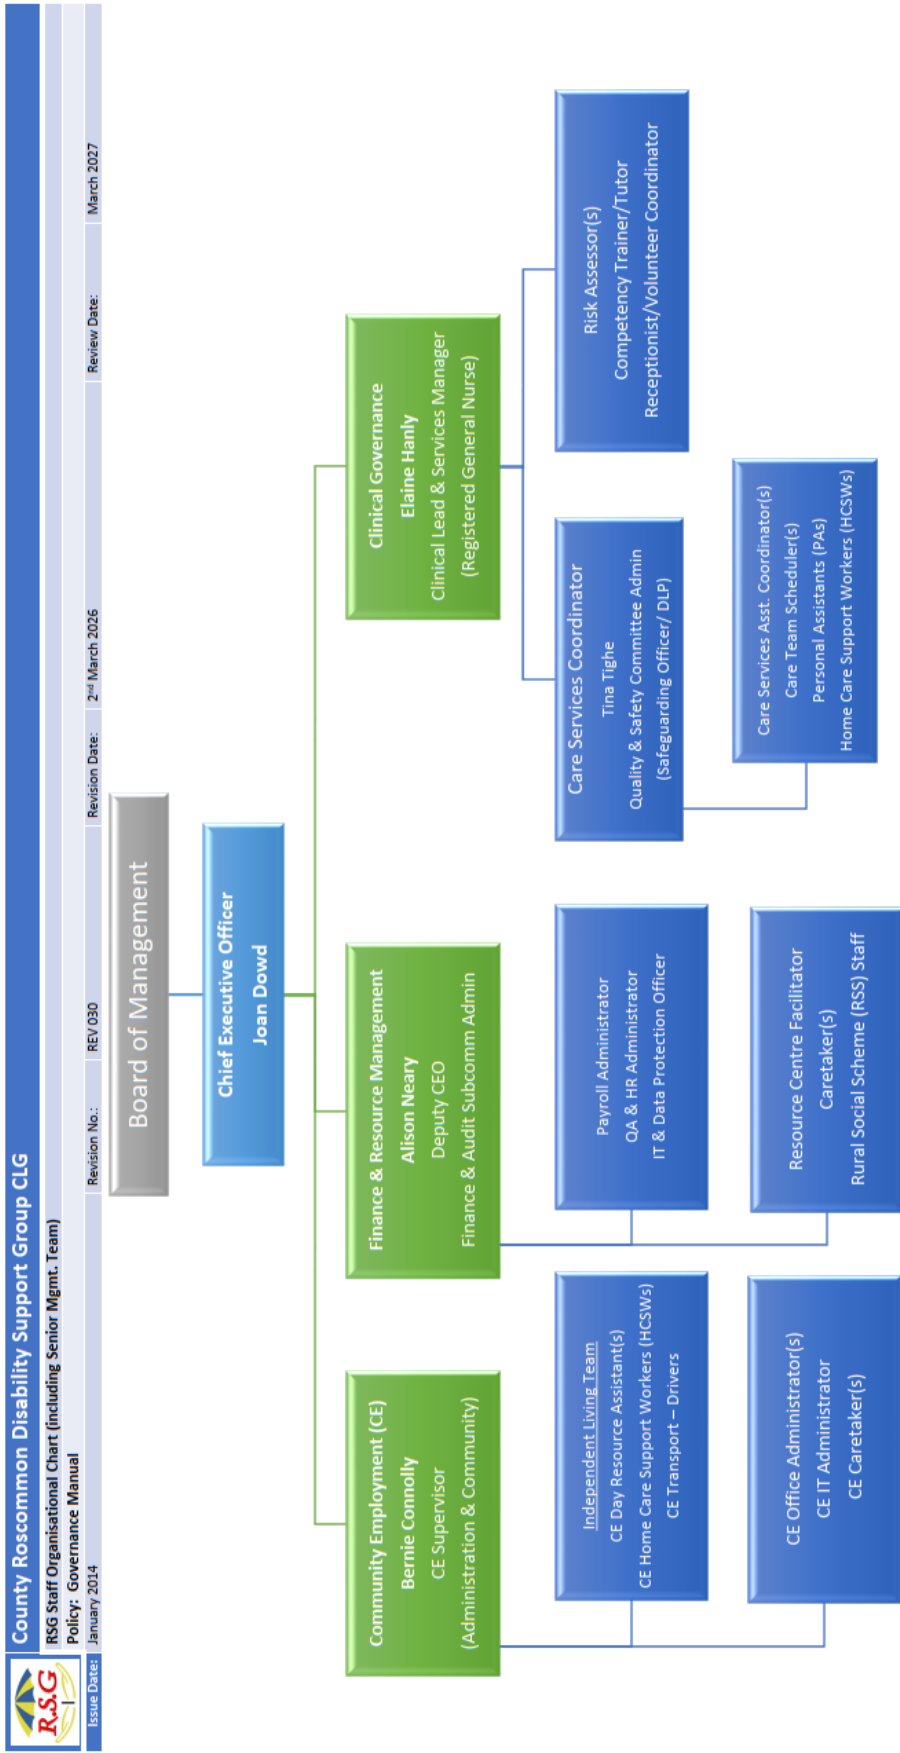 R.S.G
County Roscommon Disability Support Group CLG
RSG Staff Organisational Chart (including Senior Mgmt. Team)
Policy: Governance Manual
Issue Date: January 2014 Revision No.: REV 030 Revision Date: 2nd March 2026 Review Date: March 2027
Board of Management
Chief Executive Officer
Joan Dowd
Community Employment (CE)
Bernie Connolly
CE Supervisor
(Administration & Community)
Finance & Resource Management
Alison Neary
Deputy CEO
Finance & Audit Subcomm Admin
Clinical Governance
Elaine Hanly
Clinical Lead & Services Manager
(Registered General Nurse)
Independent Living Team
CE Day Resource Assistant(s)
CE Home Care Support Workers (HCSWs)
CE Transport – Drivers
Payroll Administrator
QA & HR Administrator
IT & Data Protection Officer
Care Services Coordinator
Tina Tighe
Quality & Safety Committee Admin
(Safeguarding Officer/ DLP)
Risk Assessor(s)
Competency Trainer/Tutor
Receptionist/Volunteer Coordinator
CE Office Administrator(s)
CE IT Administrator
CE Caretaker(s)
Resource Centre Facilitator
Caretaker(s)
Rural Social Scheme (RSS) Staff
Care Services Asst. Coordinator(s)
Care Team Scheduler(s)
Personal Assistants (PAs)
Home Care Support Workers (HCSWs)